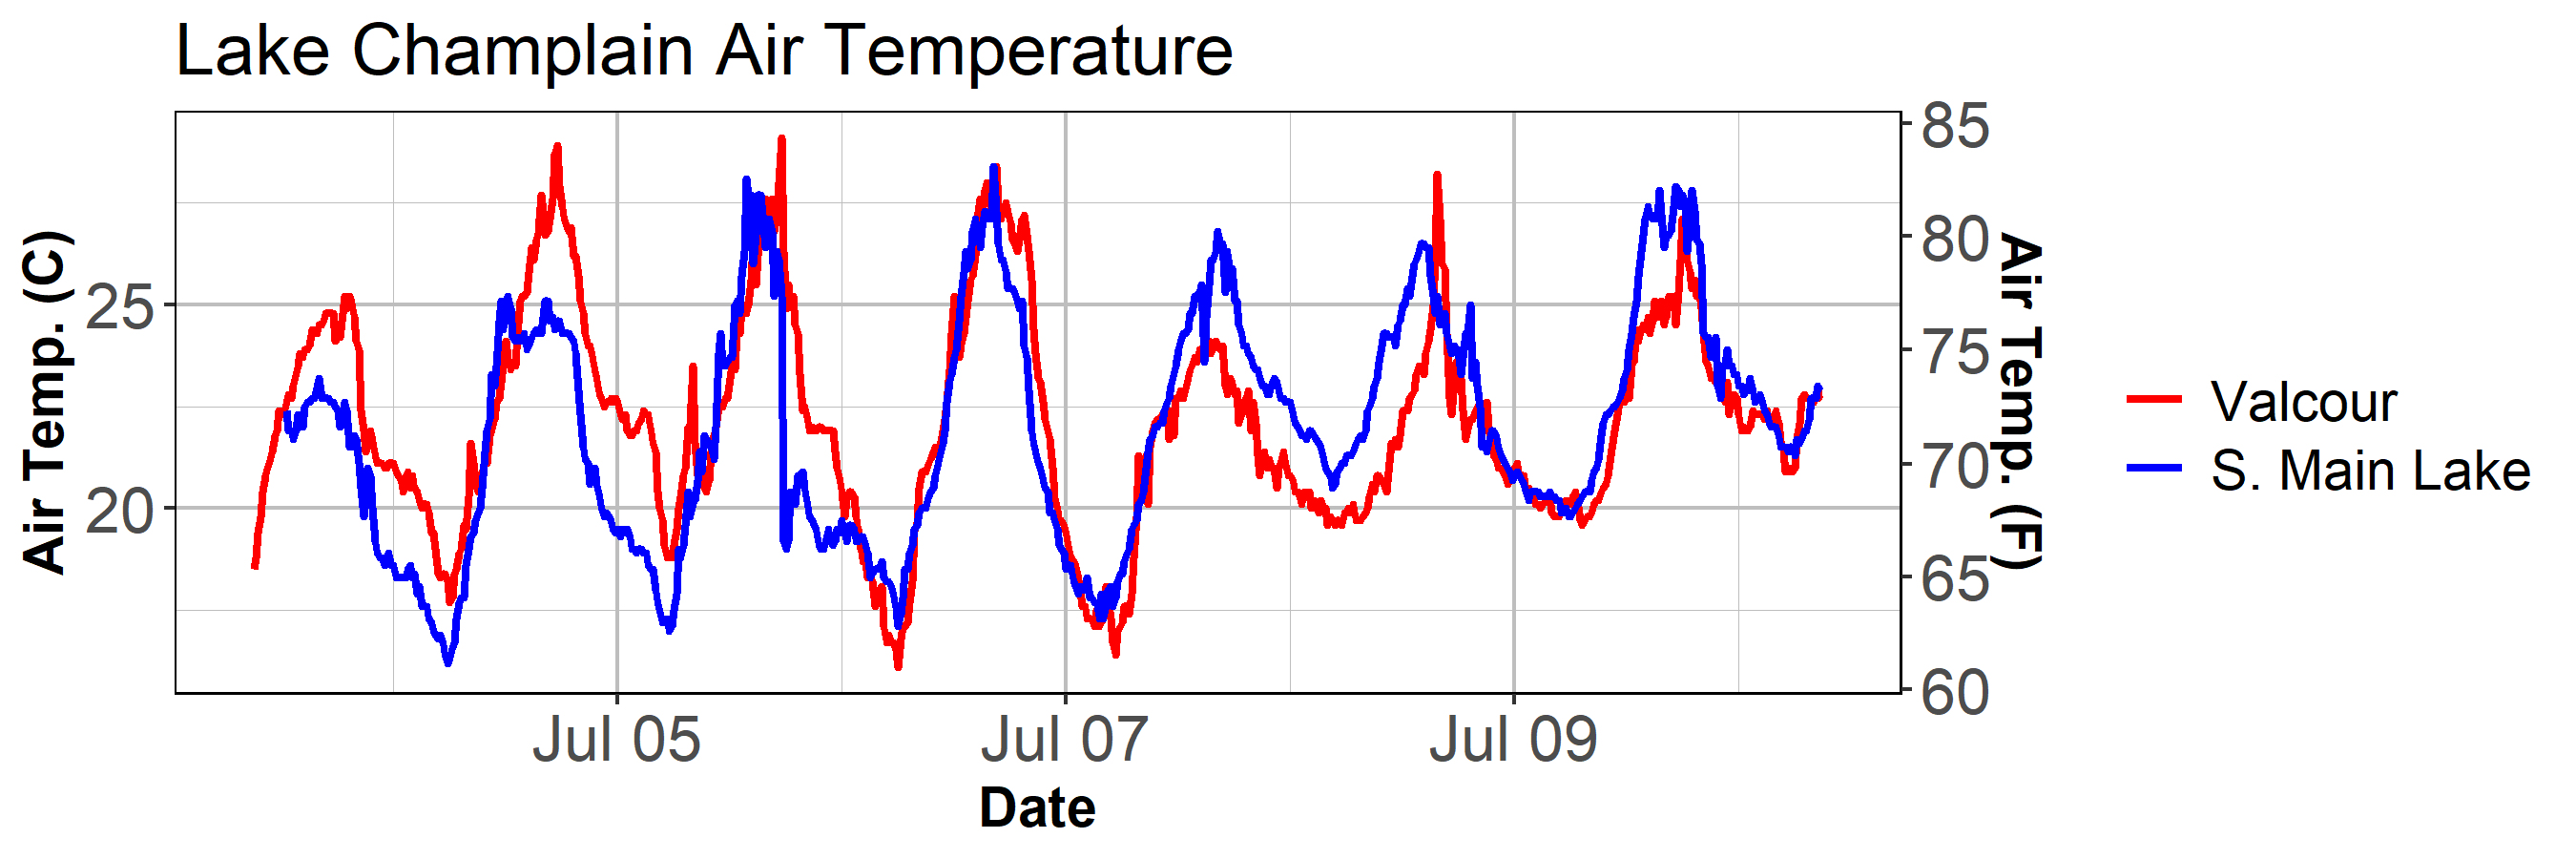 Lake Champlain Air Temperature
Air Temp. (C)
25
20
85
80
75
70
65
60
Air Temp. (F)
Jul 05
Jul 07
Jul 09
Date
Valcour
S. Main Lake